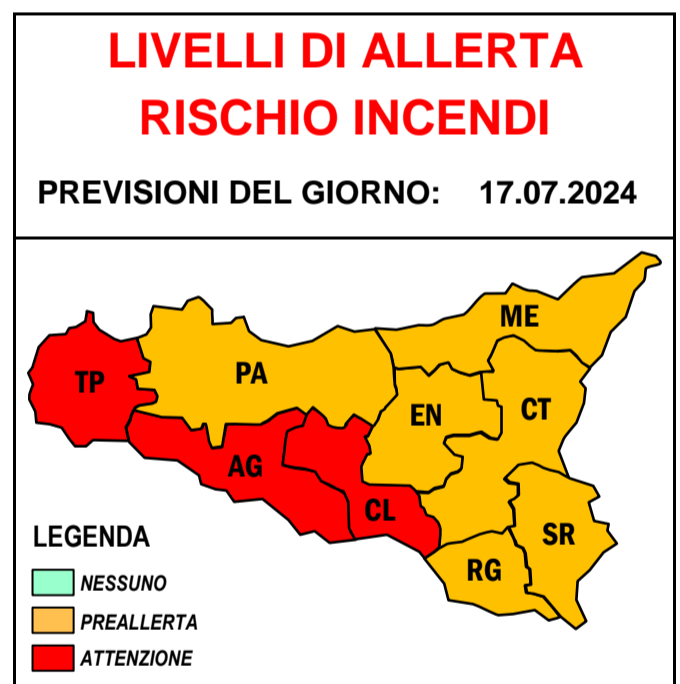 LIVELLI DI ALLERTA
RISCHIO INCENDI
PREVISIONI DEL GIORNO: 17.07.2024
ME
TP
PA
EN
CT
AG
CL
SR
RG
LEGENDA
NESSUNO
PREALLERTA
ATTENZIONE